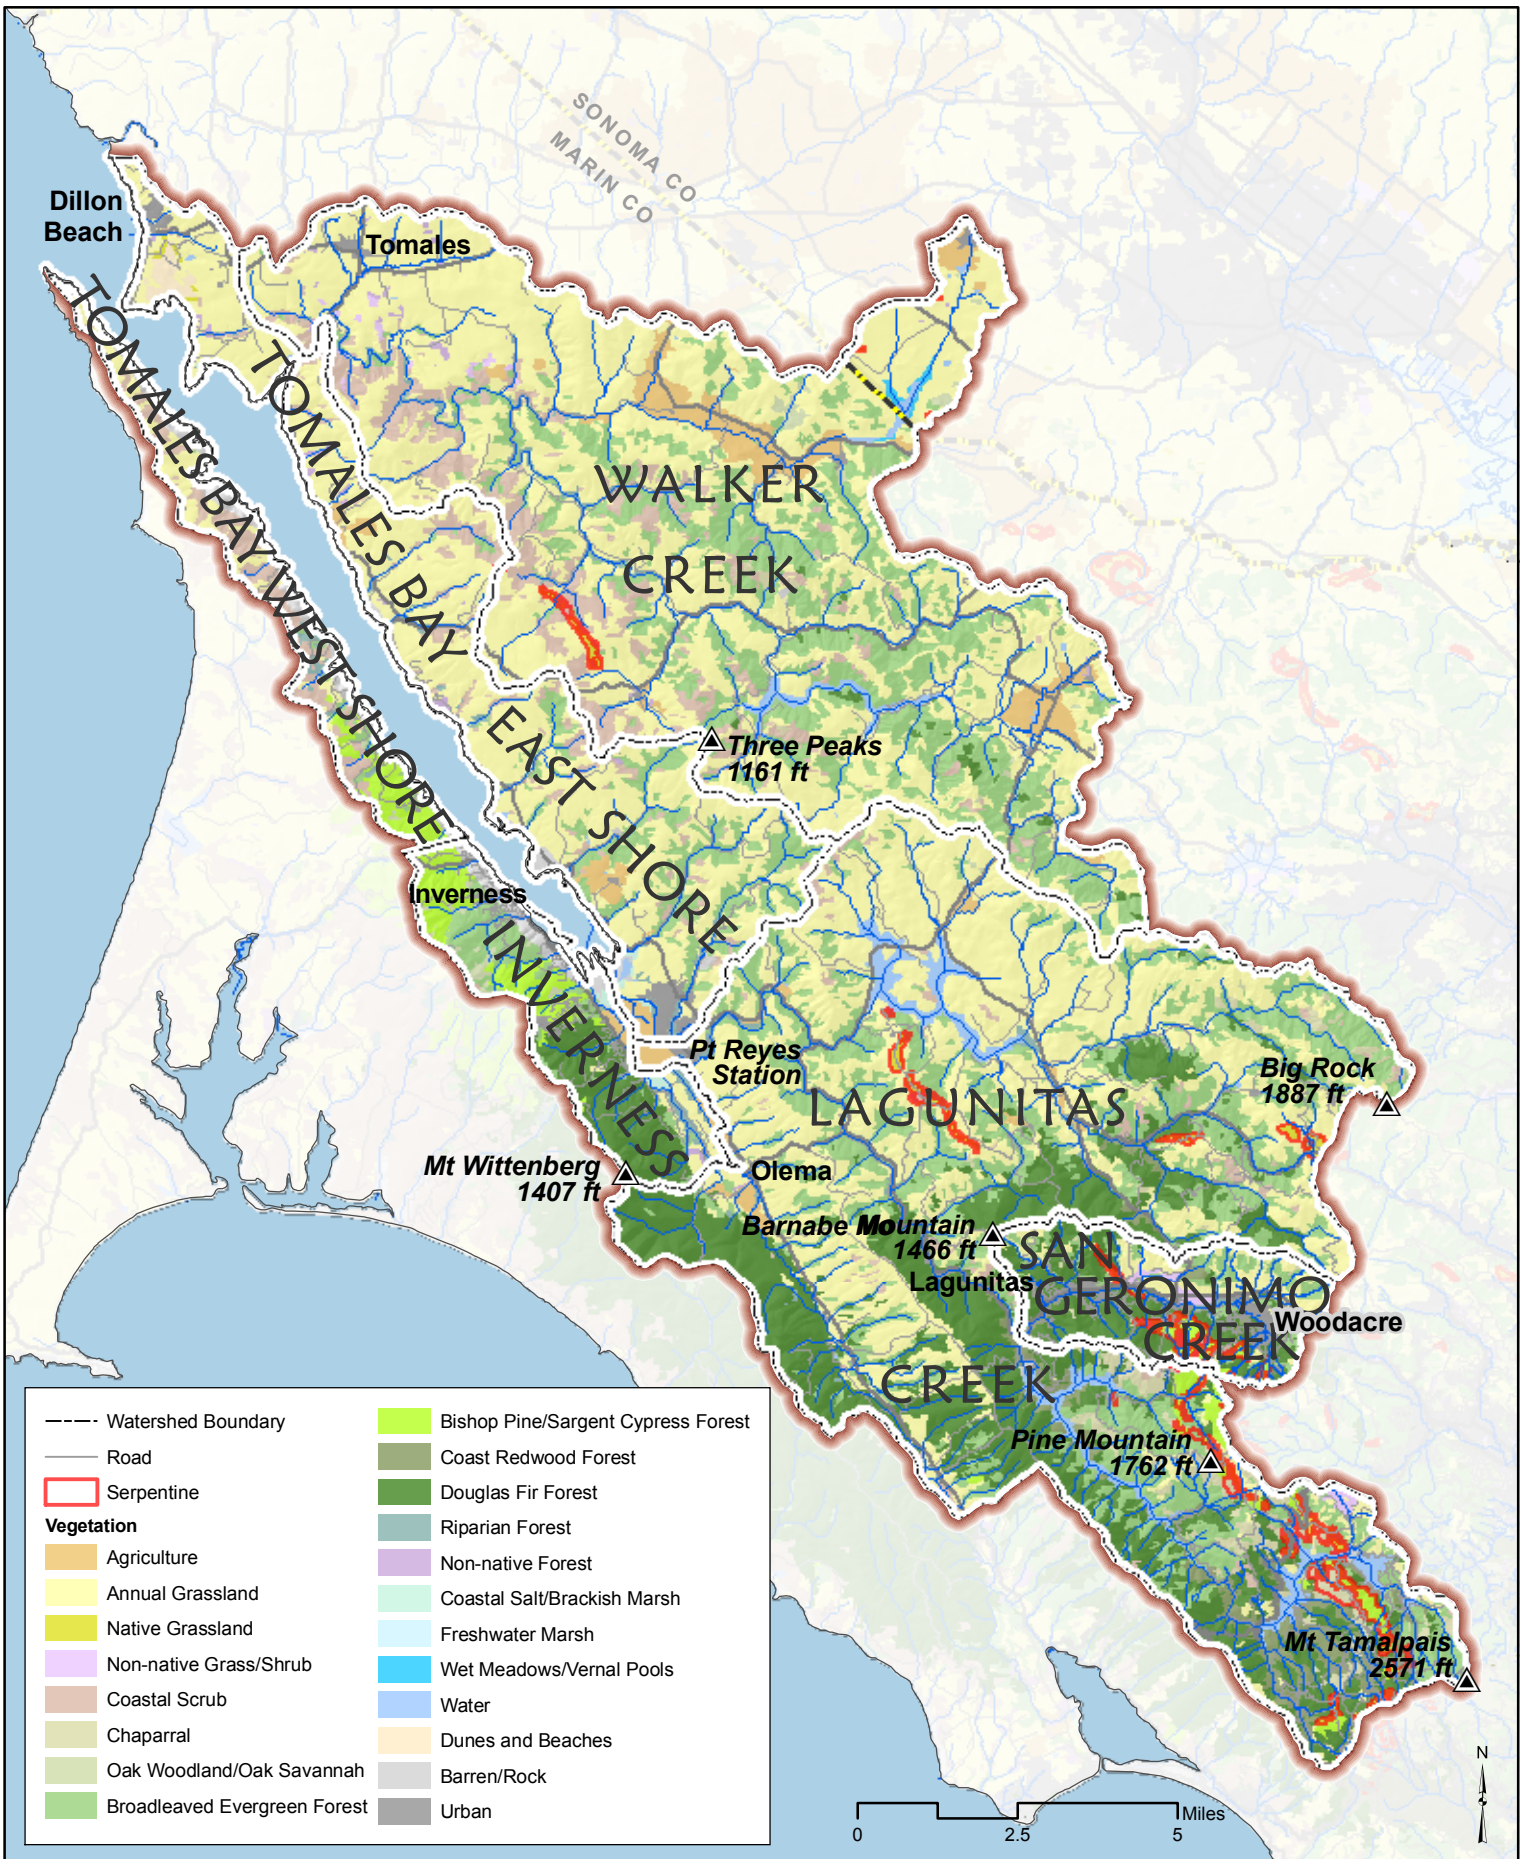 SONOMA CO
MARIN CO
Dillon
Beach
Tomales
TOMALES BAY WEST SHORE
TOMALES BAY
EAST SHORE
WALKER
CREEK
Three Peaks
1161 ft
Inverness
INVERNESS
Pt Reyes
Station
LAGUNITAS
CREEK
Big Rock
1887 ft
Mt Wittenberg
1407 ft
Olema
Barnabe Mountain
1466 ft
Lagunitas
SAN
GERONIMO
CREEK
Woodacre
Pine Mountain
1762 ft
Mt Tamalpais
2571 ft
Watershed Boundary
Road
Serpentine
Vegetation
Agriculture
Annual Grassland
Native Grassland
Non-native Grass/Shrub
Coastal Scrub
Chaparral
Oak Woodland/Oak Savannah
Broadleaved Evergreen Forest
Bishop Pine/Sargent Cypress Forest
Coast Redwood Forest
Douglas Fir Forest
Riparian Forest
Non-native Forest
Coastal Salt/Brackish Marsh
Freshwater Marsh
Wet Meadows/Vernal Pools
Water
Dunes and Beaches
Barren/Rock
Urban
Miles
0 2.5 5
N